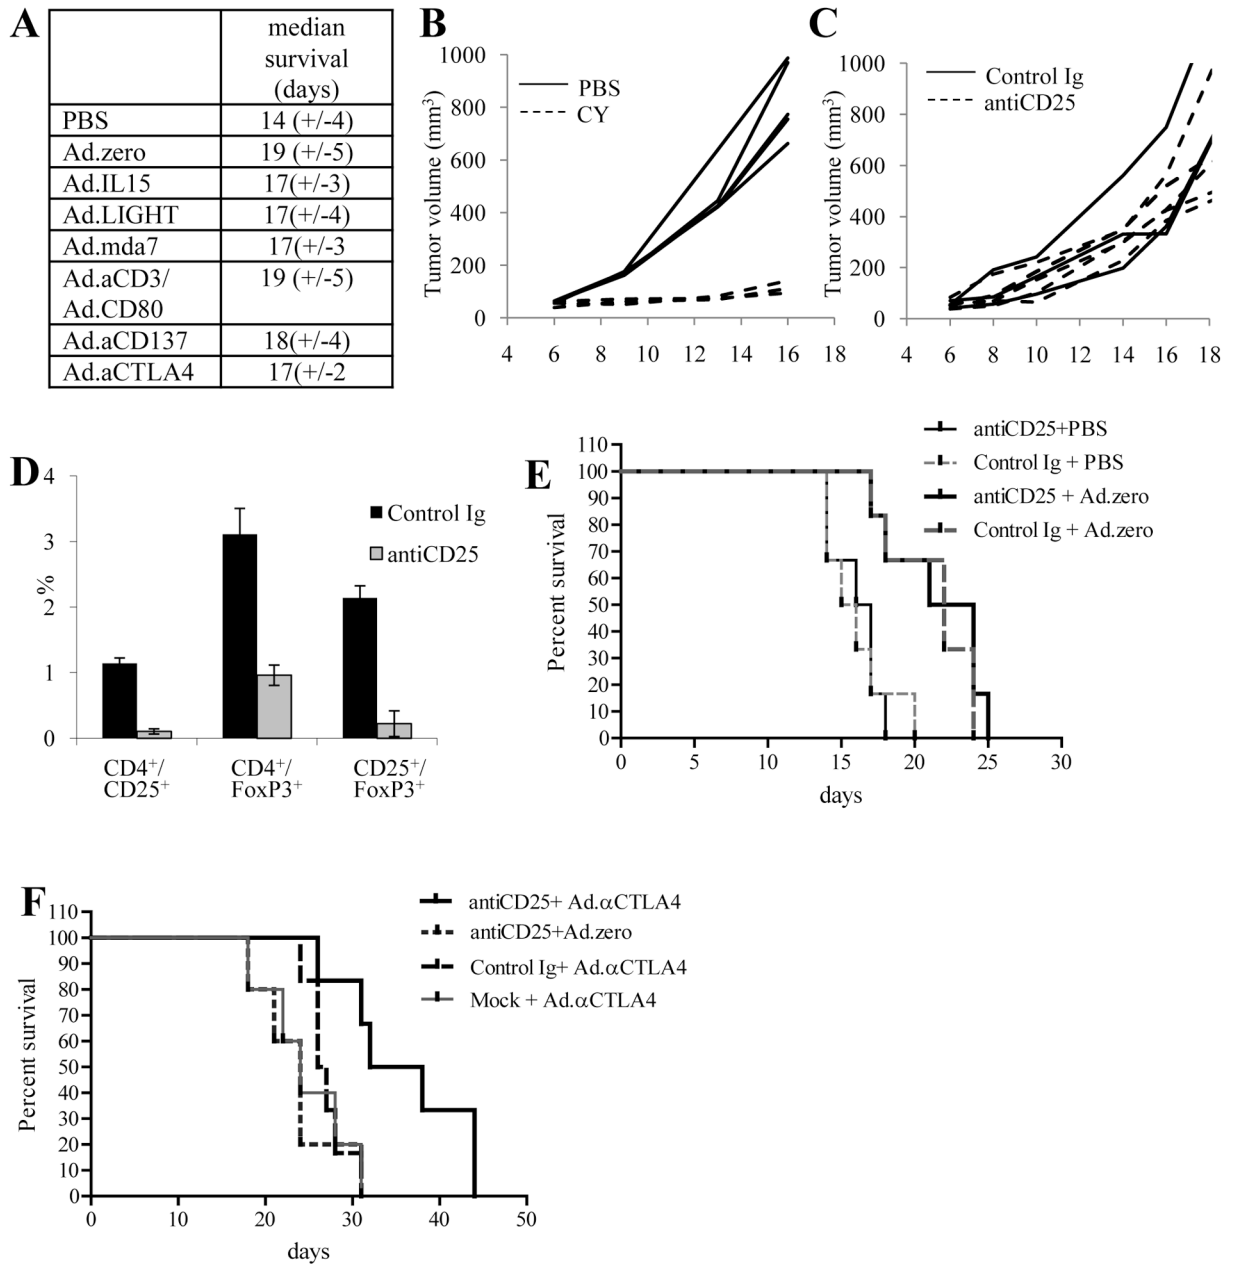 A
median
survival
(days)
PBS 14 (+/-4)
Ad.zero 19 (+/-5)
Ad.IL15 17(+/-3)
Ad.LIGHT 17(+/-4)
Ad.mda7 17(+/-3
Ad.aCD3/ 19 (+/-5)
Ad.CD80
Ad.aCD137 18(+/-4)
Ad.aCTLA4 17(+/-2
B
Tumor volume (mm³)
1000
800
600
400
200
0
4 6 8 10 12 14 16 18
PBS
CY
C
Tumor volume (mm³)
1000
800
600
400
200
0
4 6 8 10 12 14 16 18
Control Ig
antiCD25
D
%
4
3
2
1
0
Control Ig
antiCD25
CD4⁺/ CD4⁺/ CD25⁺/
CD25⁺ FoxP3⁺ FoxP3⁺
E
antiCD25+PBS
Control Ig + PBS
antiCD25 + Ad.zero
Control Ig + Ad.zero
Percent survival
110
100
90
80
70
60
50
40
30
20
10
0
0 5 10 15 20 25 30
days
F
antiCD25+ Ad.αCTLA4
antiCD25+Ad.zero
Control Ig+ Ad.αCTLA4
Mock + Ad.αCTLA4
Percent survival
110
100
90
80
70
60
50
40
30
20
10
0
0 10 20 30 40 50
days